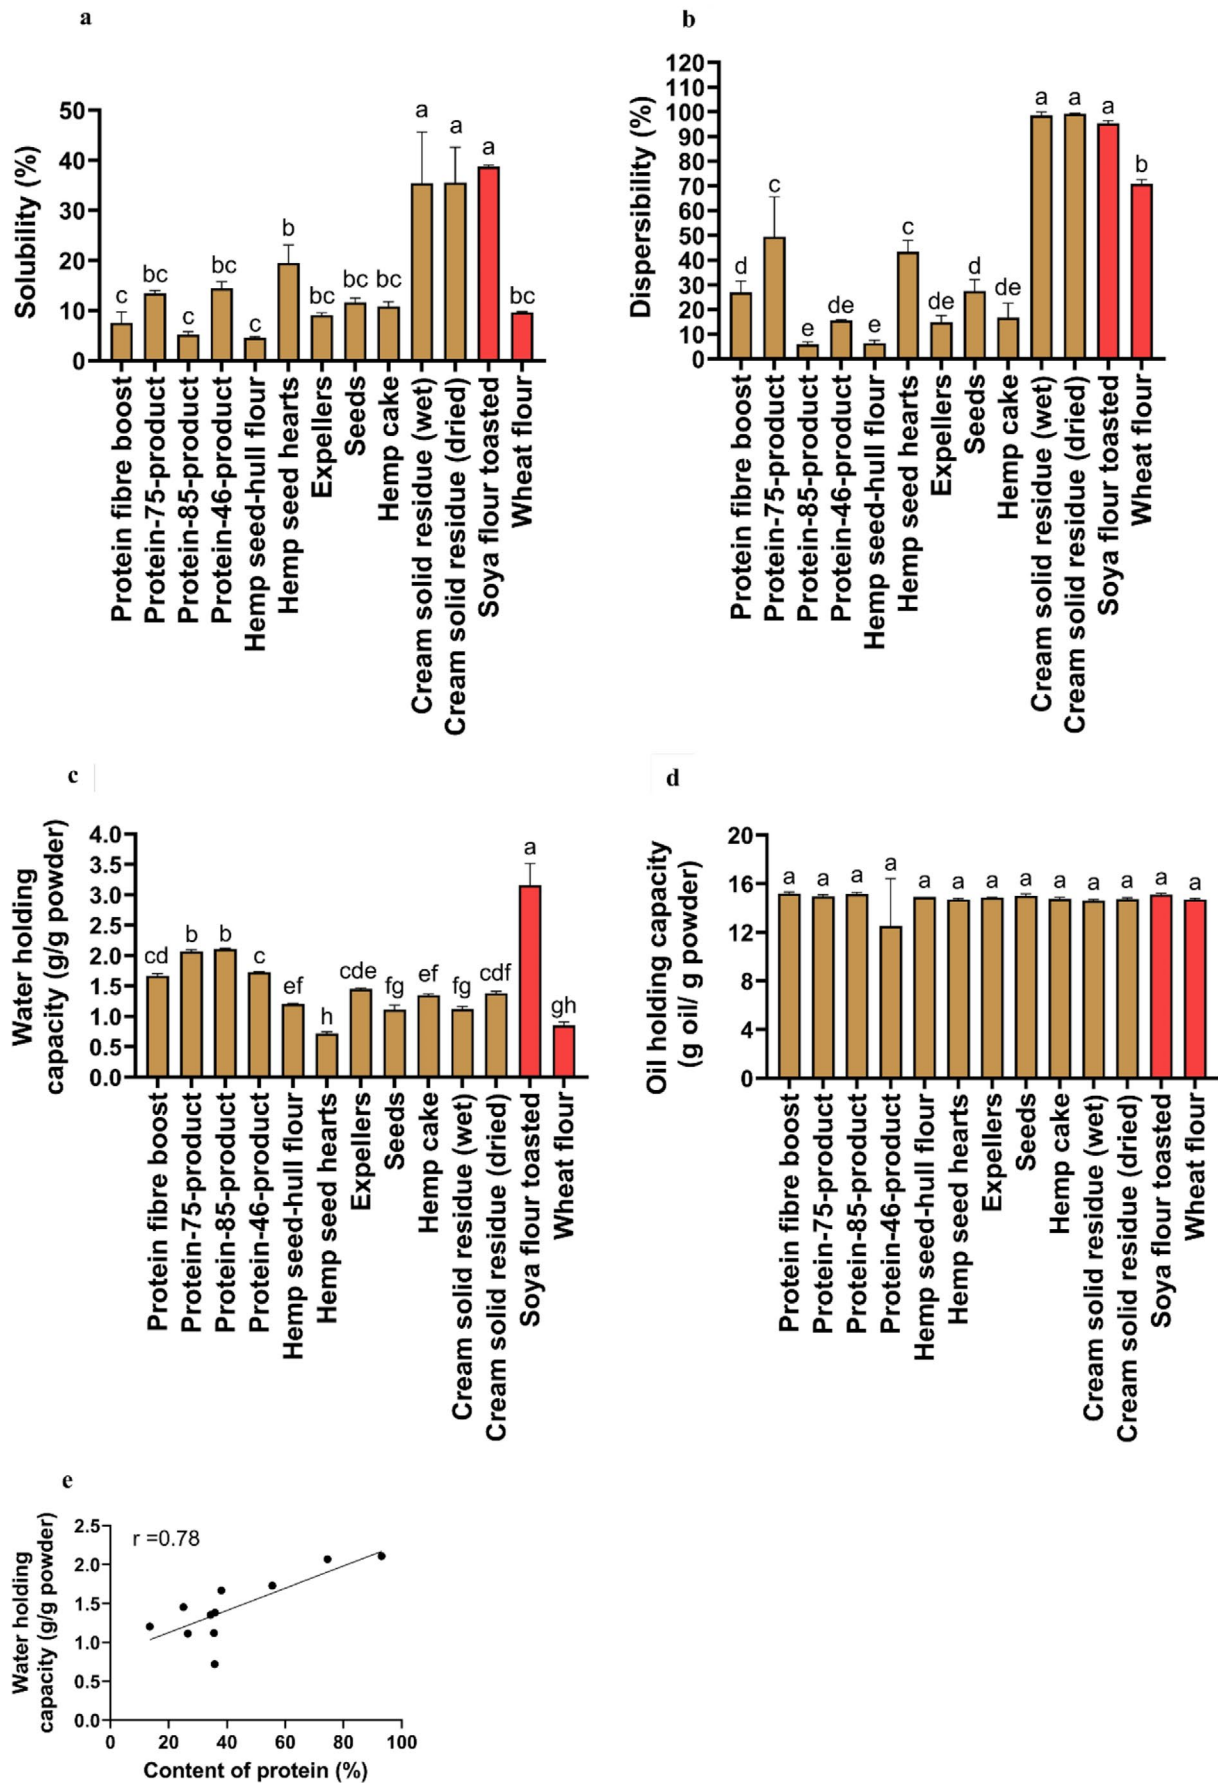 a
Solubility (%)
50
40
30
20
10
0
c
bc
c
bc
c
b
bc
bc
bc
a
a
a
bc
Protein fibre boost
Protein-75-product
Protein-85-product
Protein-46-product
Hemp seed-hull flour
Hemp seed hearts
Expellers
Seeds
Hemp cake
Cream solid residue (wet)
Cream solid residue (dried)
Soya flour toasted
Wheat flour
b
Dispersibility (%)
120
110
100
90
80
70
60
50
40
30
20
10
0
d
c
e
de
e
c
de
d
de
a
a
a
b
Protein fibre boost
Protein-75-product
Protein-85-product
Protein-46-product
Hemp seed-hull flour
Hemp seed hearts
Expellers
Seeds
Hemp cake
Cream solid residue (wet)
Cream solid residue (dried)
Soya flour toasted
Wheat flour
c
Water holding
capacity (g/g powder)
4.0
3.5
3.0
2.5
2.0
1.5
1.0
0.5
0.0
cd
b
b
c
ef
h
cde
fg
ef
fg
cdf
a
gh
Protein fibre boost
Protein-75-product
Protein-85-product
Protein-46-product
Hemp seed-hull flour
Hemp seed hearts
Expellers
Seeds
Hemp cake
Cream solid residue (wet)
Cream solid residue (dried)
Soya flour toasted
Wheat flour
d
Oil holding capacity
(g oil/ g powder)
20
16
12
8
4
0
a
a
a
a
a
a
a
a
a
a
a
a
a
Protein fibre boost
Protein-75-product
Protein-85-product
Protein-46-product
Hemp seed-hull flour
Hemp seed hearts
Expellers
Seeds
Hemp cake
Cream solid residue (wet)
Cream solid residue (dried)
Soya flour toasted
Wheat flour
e
Water holding
capacity (g/g powder)
2.5
2.0
1.5
1.0
0.5
0.0
r =0.78
0
20
40
60
80
100
Content of protein (%)